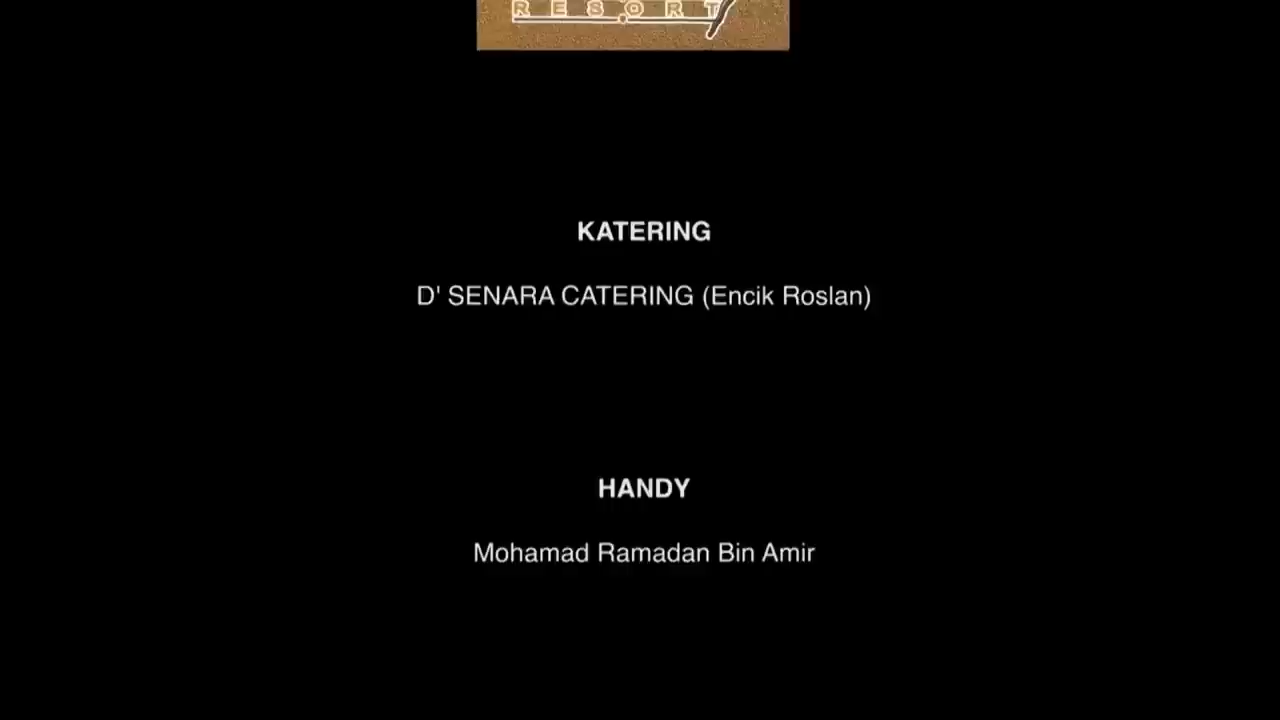 RESORT
KATERING
D' SENARA CATERING (Encik Roslan)
HANDY
Mohamad Ramadan Bin Amir